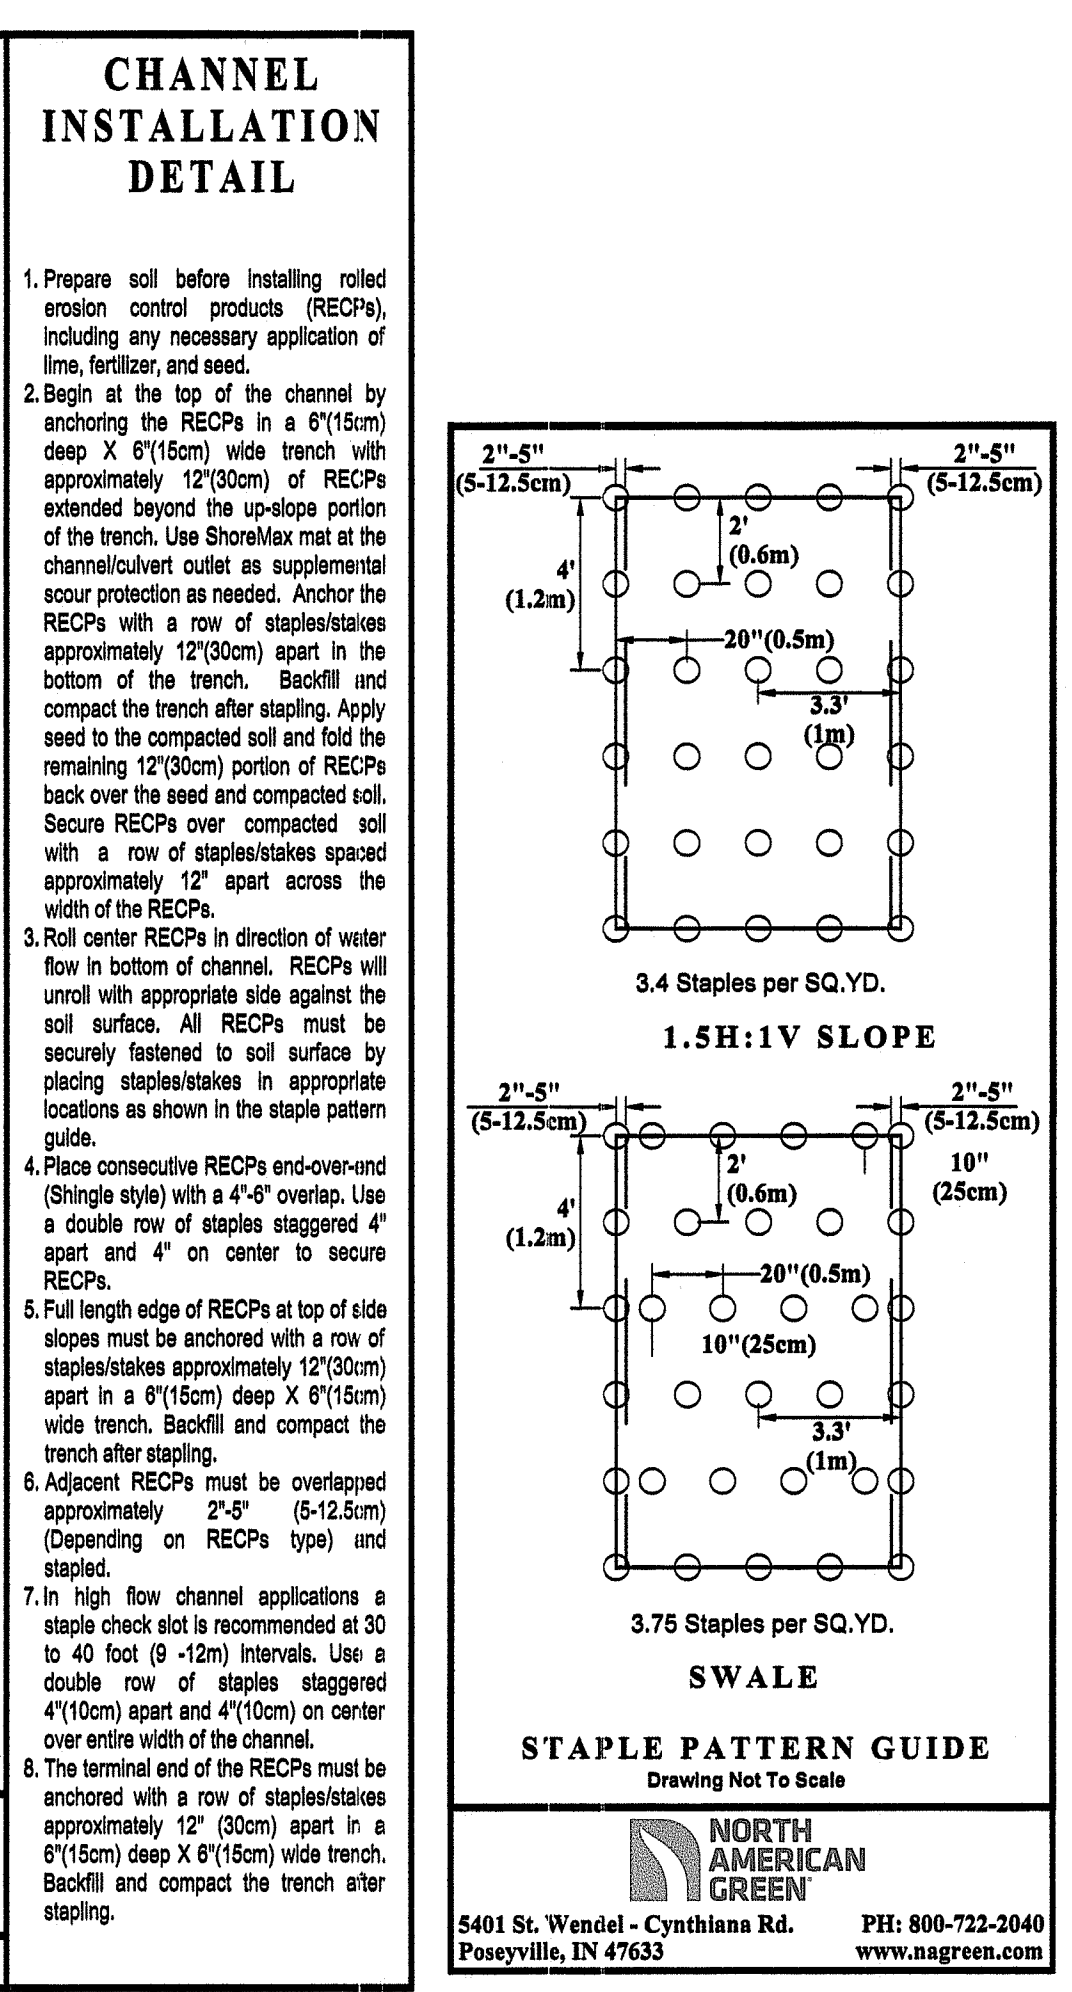 CHANNEL
INSTALLATION
DETAIL
1. Prepare soil before installing rolled
erosion control products (RECPs),
including any necessary application of
lime, fertilizer, and seed.
2. Begin at the top of the channel by
anchoring the RECPs in a 6"(15cm)
deep X 6"(15cm) wide trench with
approximately 12"(30cm) of RECPs
extended beyond the up-slope portion
of the trench. Use ShoreMax mat at the
channel/culvert outlet as supplemental
scour protection as needed. Anchor the
RECPs with a row of staples/stakes
approximately 12"(30cm) apart in the
bottom of the trench. Backfill and
compact the trench after stapling. Apply
seed to the compacted soil and fold the
remaining 12"(30cm) portion of RECPs
back over the seed and compacted soil.
Secure RECPs over compacted soil
with a row of staples/stakes spaced
approximately 12" apart across the
width of the RECPs.
3. Roll center RECPs in direction of water
flow in bottom of channel. RECPs will
unroll with appropriate side against the
soil surface. All RECPs must be
securely fastened to soil surface by
placing staples/stakes in appropriate
locations as shown in the staple pattern
guide.
4. Place consecutive RECPs end-over-end
(Shingle style) with a 4"-6" overlap. Use
a double row of staples staggered 4"
apart and 4" on center to secure
RECPs.
5. Full length edge of RECPs at top of side
slopes must be anchored with a row of
staples/stakes approximately 12"(30cm)
apart in a 6"(15cm) deep X 6"(15cm)
wide trench. Backfill and compact the
trench after stapling.
6. Adjacent RECPs must be overlapped
approximately 2"-5" (5-12.5cm)
(Depending on RECPs type) and
stapled.
7. In high flow channel applications a
staple check slot is recommended at 30
to 40 foot (9 -12m) intervals. Use a
double row of staples staggered
4"(10cm) apart and 4"(10cm) on center
over entire width of the channel.
8. The terminal end of the RECPs must be
anchored with a row of staples/stakes
approximately 12" (30cm) apart in a
6"(15cm) deep X 6"(15cm) wide trench.
Backfill and compact the trench after
stapling.
2"-5"
(5-12.5cm)
2"-5"
(5-12.5cm)
2'
(0.6m)
4'
(1.2m)
20"(0.5m)
3.3'
(1m)
3.4 Staples per SQ.YD.
1.5H:1V SLOPE
2"-5"
(5-12.5cm)
2"-5"
(5-12.5cm)
10"
(25cm)
2'
(0.6m)
4'
(1.2m)
20"(0.5m)
10"(25cm)
3.3'
(1m)
3.75 Staples per SQ.YD.
SWALE
STAPLE PATTERN GUIDE
Drawing Not To Scale
NORTH
AMERICAN
GREEN
5401 St. Wendel - Cynthiana Rd.
Poseyville, IN 47633
PH: 800-722-2040
www.nagreen.com